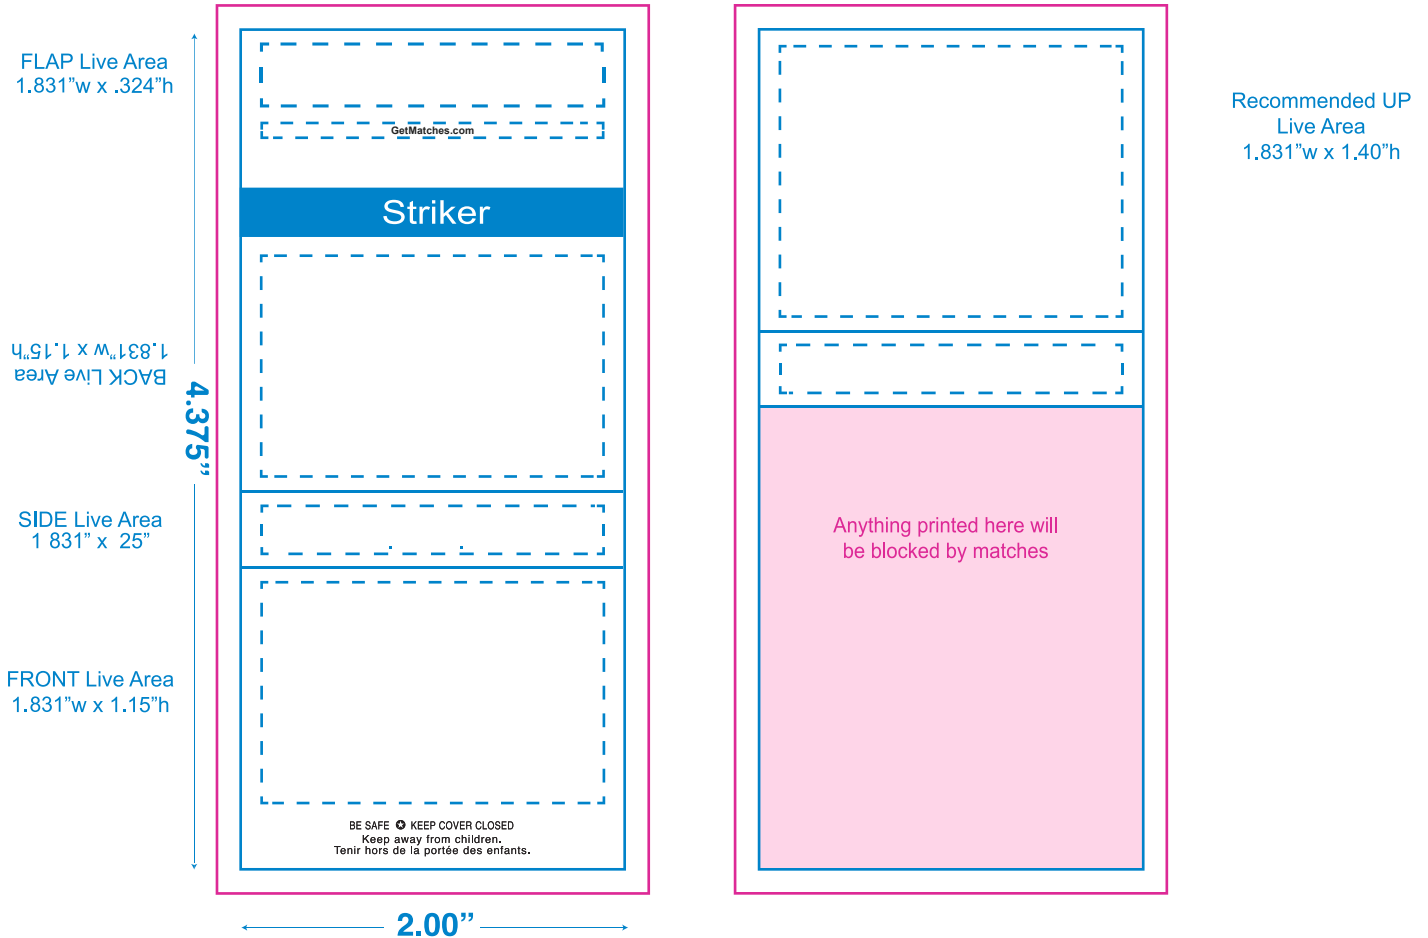 FLAP Live Area
1.831”w x .324”h
GetMatches.com
Striker
BACK Live Area
1.831”w x 1.15”h
4.375”
SIDE Live Area
1 831” x 25”
FRONT Live Area
1.831”w x 1.15”h
BE SAFE ✪ KEEP COVER CLOSED
Keep away from children.
Tenir hors de la portée des enfants.
2.00”
Recommended UP
Live Area
1.831”w x 1.40”h
Anything printed here will
be blocked by matches